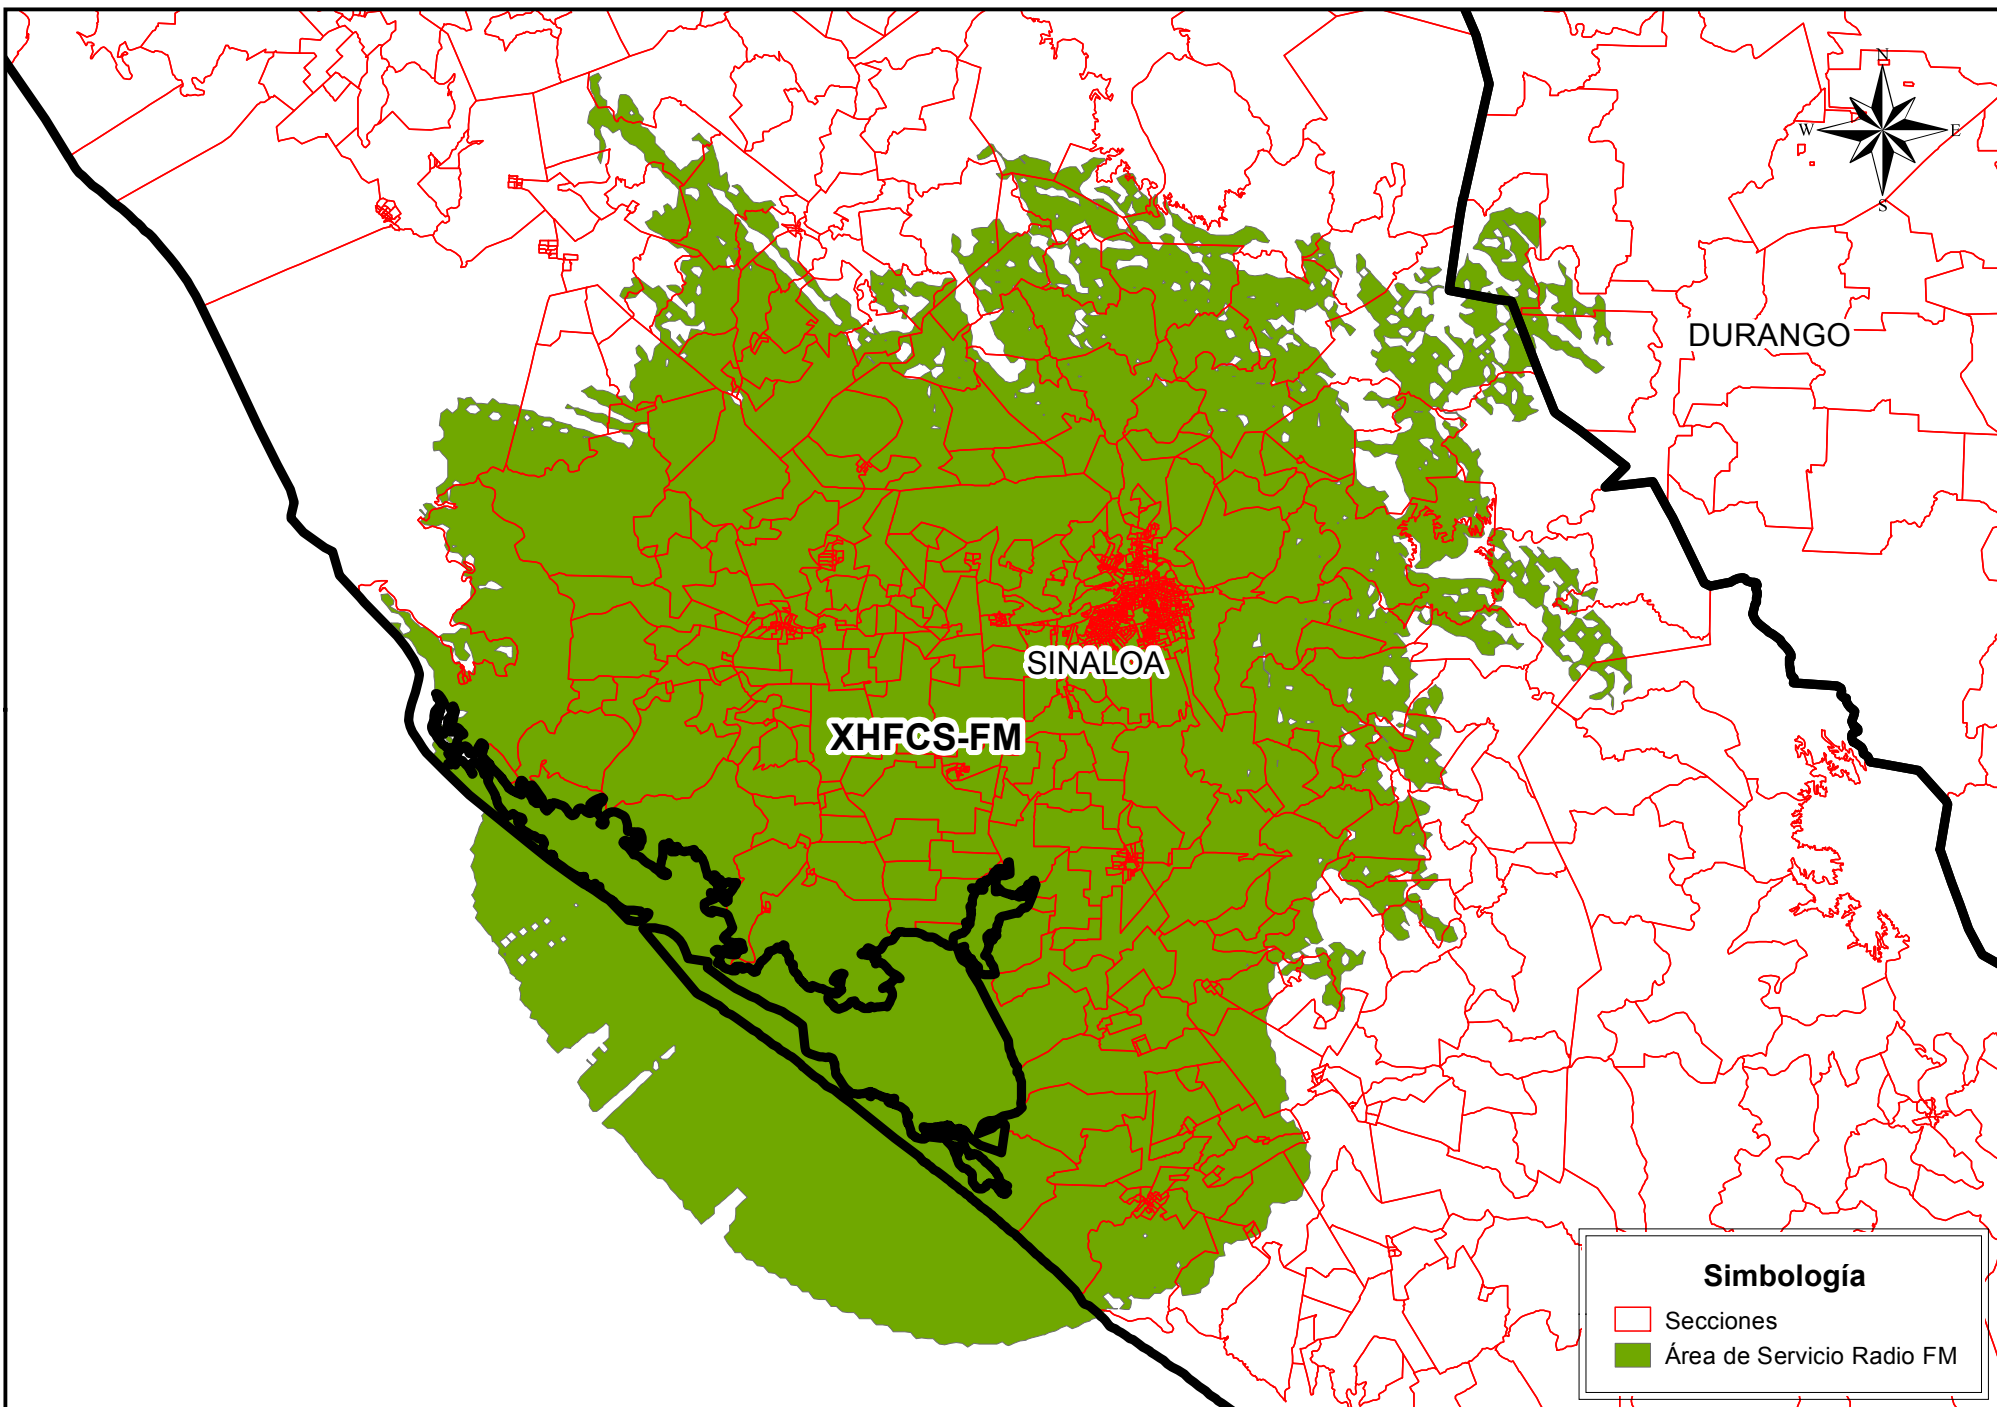 N
W E
S
DURANGO
SINALOA
XHFCS-FM
Simbología
Secciones
Área de Servicio Radio FM